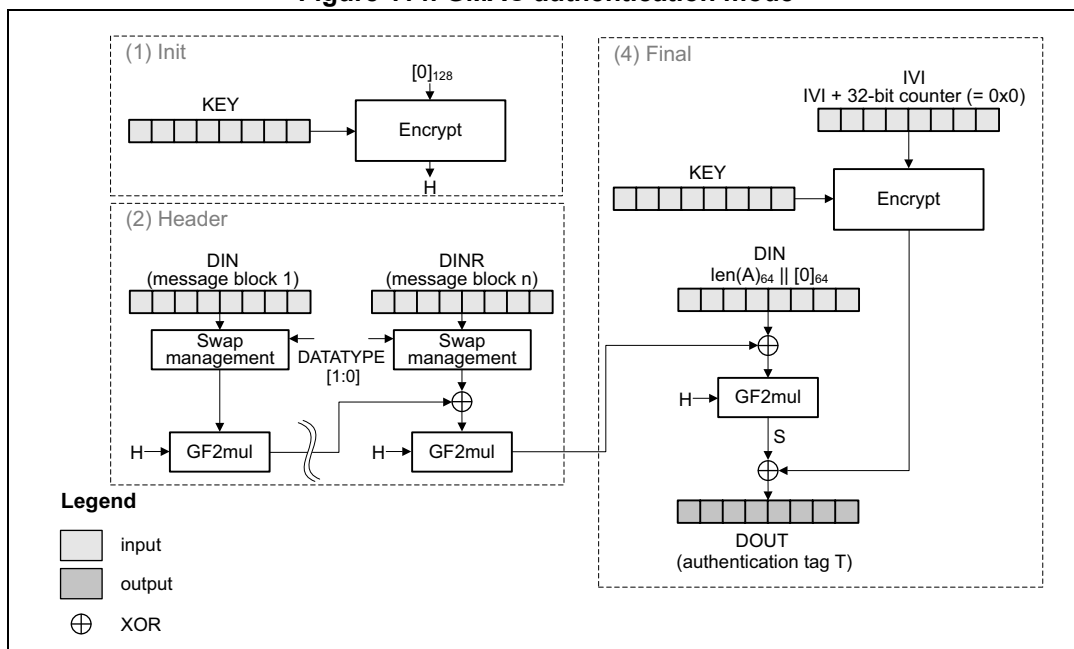 Figure GMAC authentication mode
(1) Init
[0]128
KEY
Encrypt
H
(2) Header
DIN
(message block 1)
DINR
(message block n)
Swap
management
DATATYPE
[1:0]
Swap
management
H
GF2mul
H
GF2mul
(4) Final
IVI
IVI + 32-bit counter (= 0x0)
KEY
Encrypt
DIN
len(A)64 || [0]64
H
GF2mul
S
DOUT
(authentication tag T)
Legend
input
output
XOR